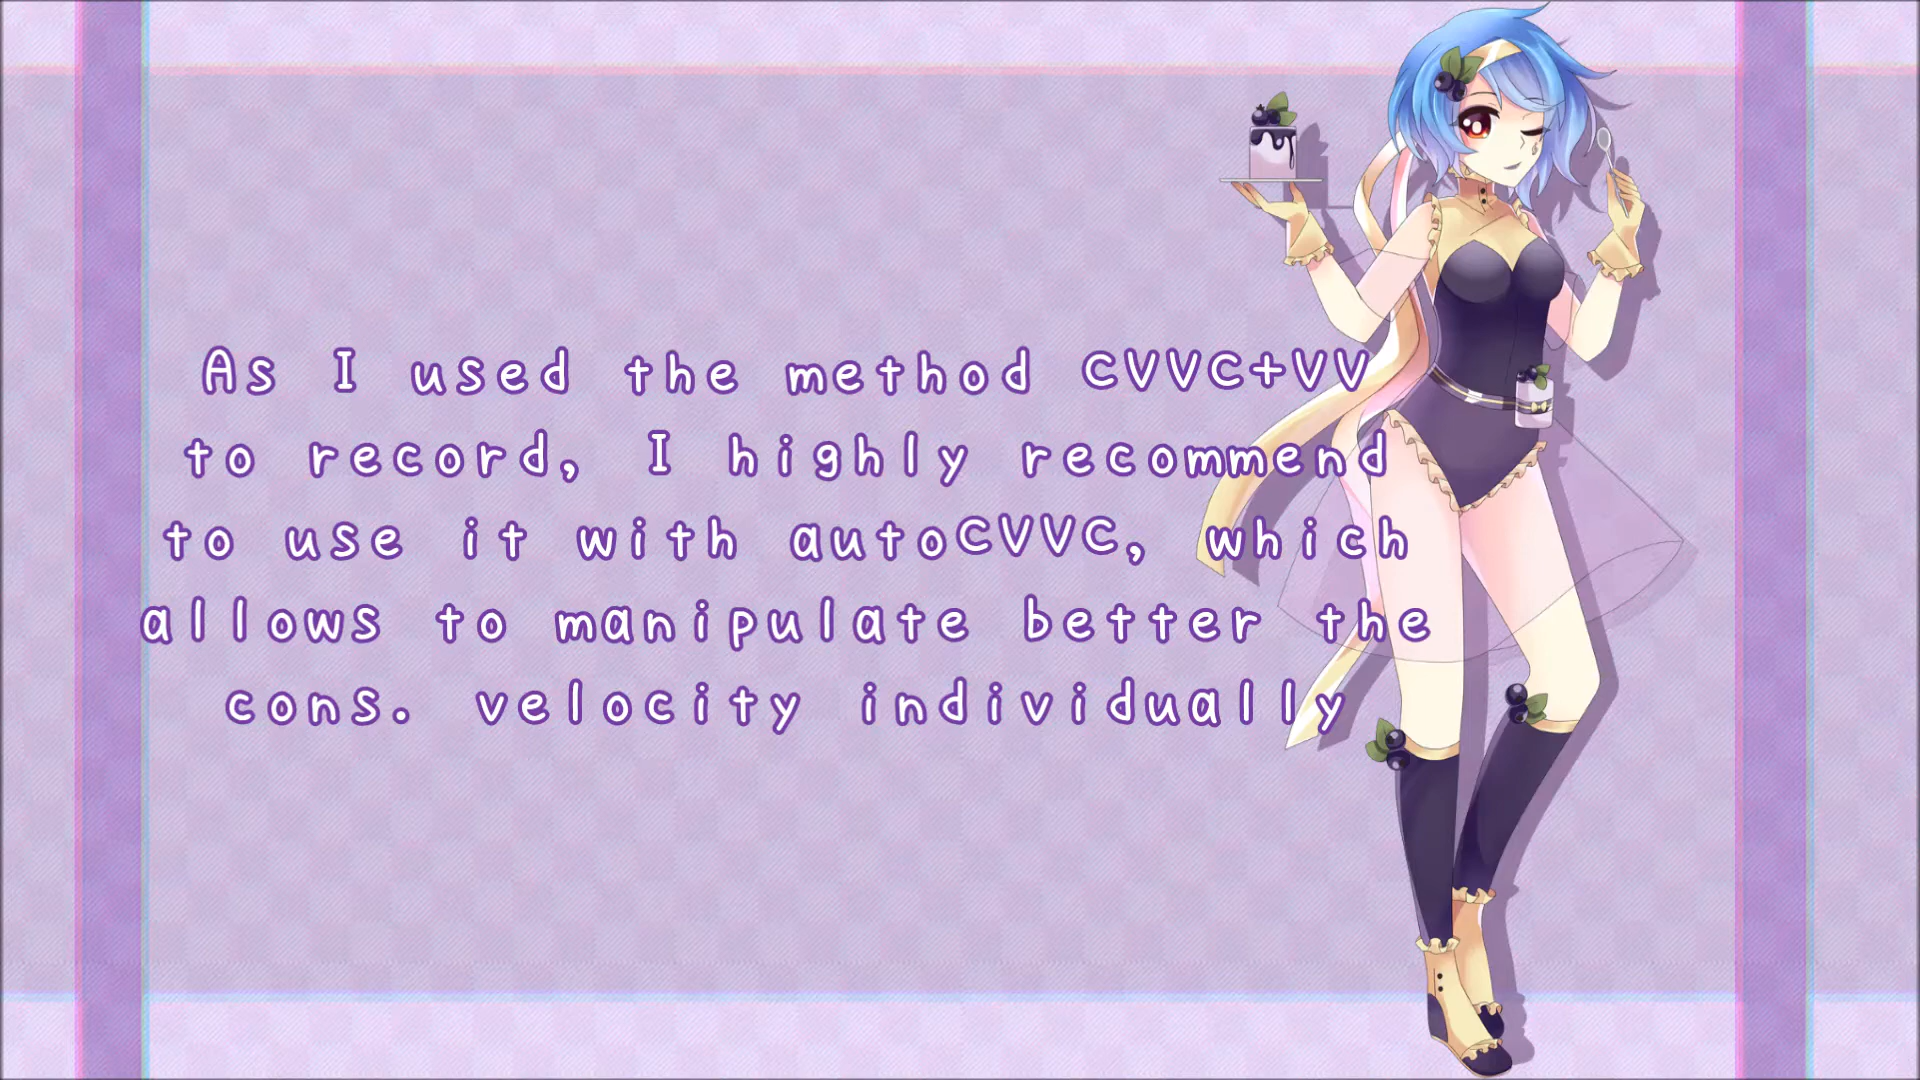 As I used the method CVVC+VV
to record, I highly recommend
to use it with autoCVVC, which
allows to manipulate better the
cons. velocity individually